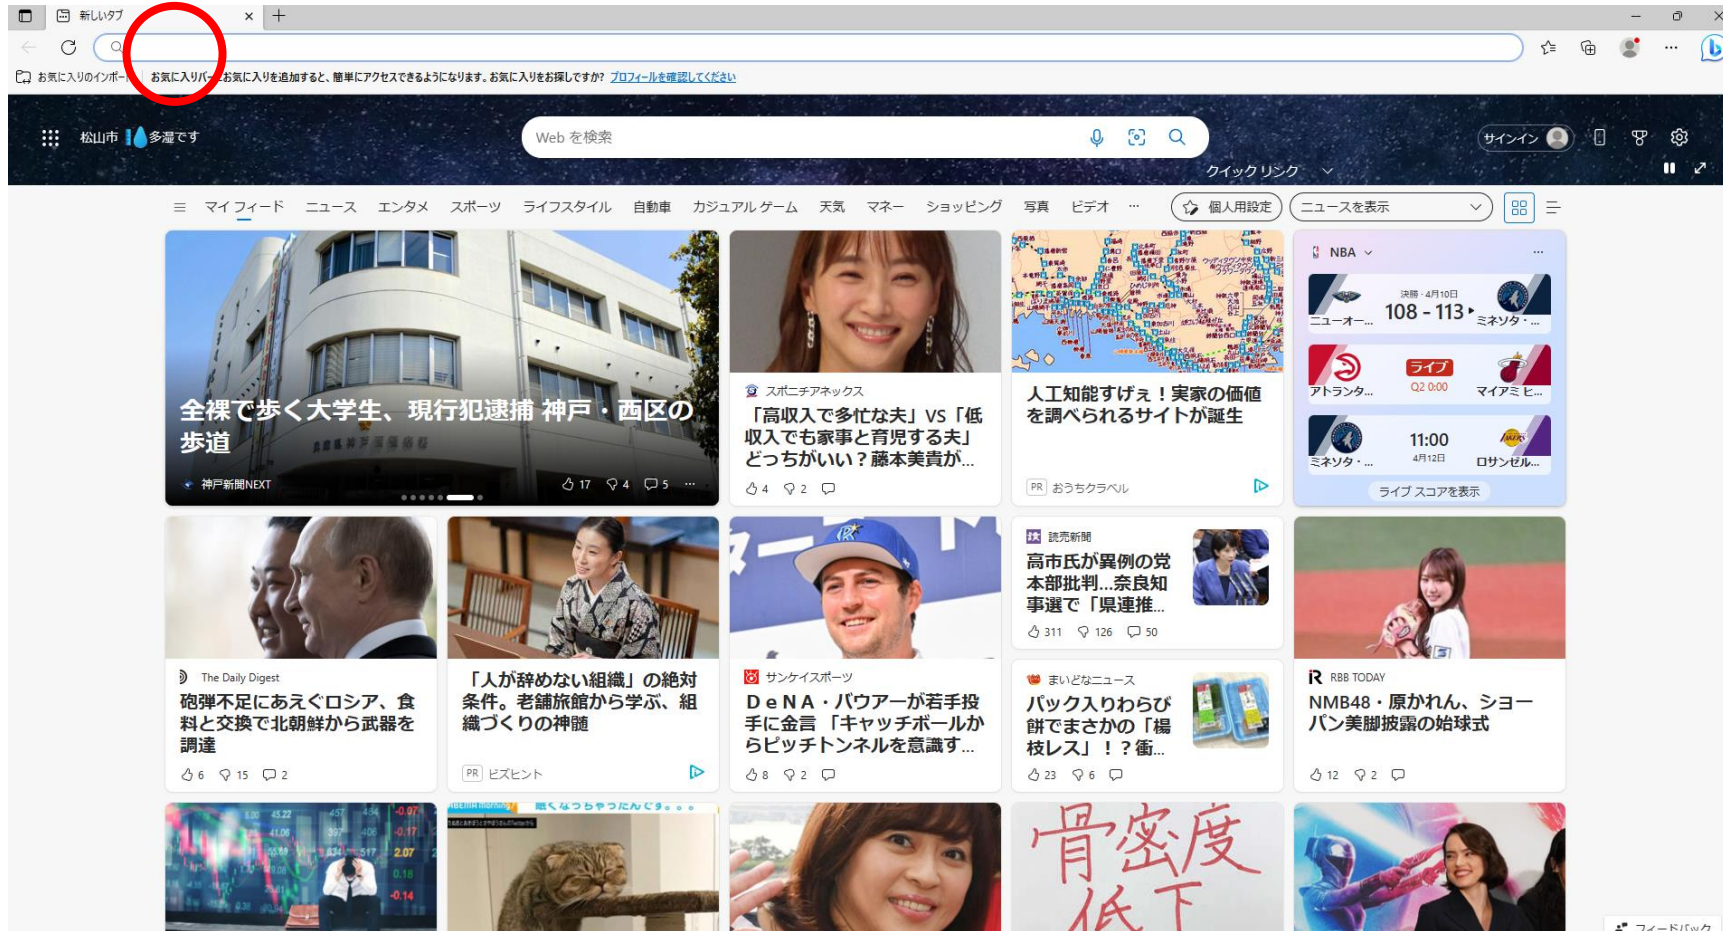 新しいタブ
お気に入りのインポート
お気に入りバーにお気に入りを追加すると、簡単にアクセスできるようになります。お気に入りをお探しですか? プロフィールを確認してください
松山市 多湿です
Web を検索
サインイン
クイック リンク
マイ フィード ニュース エンタメ スポーツ ライフスタイル 自動車 カジュアル ゲーム 天気 マネー ショッピング 写真 ビデオ ...
個人用設定
ニュースを表示
全裸で歩く大学生、現行犯逮捕 神戸・西区の
歩道
神戸新聞NEXT
17 4 5 ...
スポニチアネックス
「高収入で多忙な夫」VS「低
収入でも家事と育児する夫」
どっちがいい？藤本美貴が...
4 2
人工知能すげぇ！実家の価値
を調べられるサイトが誕生
PR おうちクラベル
NBA
...
決勝 · 4月10日
108 - 113
ニューオー... ミネソタ・...
ライブ
Q2 0:00
アトランタ... マイアミ ヒ...
11:00
4月12日
ミネソタ・... ロサンゼル...
ライブ スコアを表示
The Daily Digest
砲弾不足にあえぐロシア、食
料と交換で北朝鮮から武器を
調達
6 15 2
「人が辞めない組織」の絶対
条件。老舗旅館から学ぶ、組
織づくりの神髄
PR ビズヒント
サンケイスポーツ
ＤｅＮＡ・バウアーが若手投
手に金言 「キャッチボールか
らピッチトンネルを意識す...
8 2
読売新聞
高市氏が異例の党
本部批判...奈良知
事選で「県連推...
311 126 50
まいどなニュース
パック入りわらび
餅でまさかの「楊
枝レス」！？衝...
23 6
RBB TODAY
NMB48・原かれん、ショー
パン美脚披露の始球式
12 2
眠くなっちゃったんです。。。
骨密度
低下
フィードバック